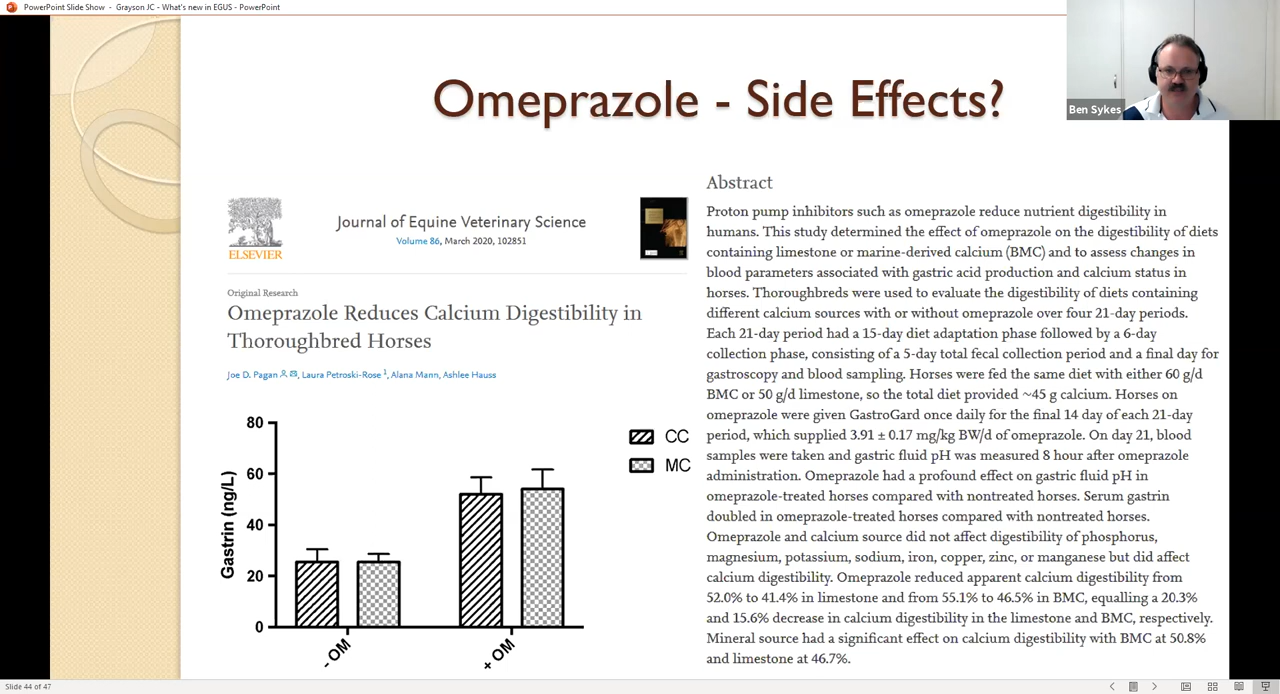 PowerPoint Slide Show - Grayson JC - What's new in EGUS - PowerPoint
Ben Sykes
Omeprazole - Side Effects?
ELSEVIER
Journal of Equine Veterinary Science
Volume 86, March 2020, 102851
Original Research
Omeprazole Reduces Calcium Digestibility in
Thoroughbred Horses
Joe D. Pagan, Laura Petroski-Rose 1, Alana Mann, Ashlee Hauss
80
60
40
20
0
Gastrin (ng/L)
- OM
+ OM
CC
MC
Abstract
Proton pump inhibitors such as omeprazole reduce nutrient digestibility in
humans. This study determined the effect of omeprazole on the digestibility of diets
containing limestone or marine-derived calcium (BMC) and to assess changes in
blood parameters associated with gastric acid production and calcium status in
horses. Thoroughbreds were used to evaluate the digestibility of diets containing
different calcium sources with or without omeprazole over four 21-day periods.
Each 21-day period had a 15-day diet adaptation phase followed by a 6-day
collection phase, consisting of a 5-day total fecal collection period and a final day for
gastroscopy and blood sampling. Horses were fed the same diet with either 60 g/d
BMC or 50 g/d limestone, so the total diet provided ~45 g calcium. Horses on
omeprazole were given GastroGard once daily for the final 14 day of each 21-day
period, which supplied 3.91 ± 0.17 mg/kg BW/d of omeprazole. On day 21, blood
samples were taken and gastric fluid pH was measured 8 hour after omeprazole
administration. Omeprazole had a profound effect on gastric fluid pH in
omeprazole-treated horses compared with nontreated horses. Serum gastrin
doubled in omeprazole-treated horses compared with nontreated horses.
Omeprazole and calcium source did not affect digestibility of phosphorus,
magnesium, potassium, sodium, iron, copper, zinc, or manganese but did affect
calcium digestibility. Omeprazole reduced apparent calcium digestibility from
52.0% to 41.4% in limestone and from 55.1% to 46.5% in BMC, equalling a 20.3%
and 15.6% decrease in calcium digestibility in the limestone and BMC, respectively.
Mineral source had a significant effect on calcium digestibility with BMC at 50.8%
and limestone at 46.7%.
Slide 44 of 47